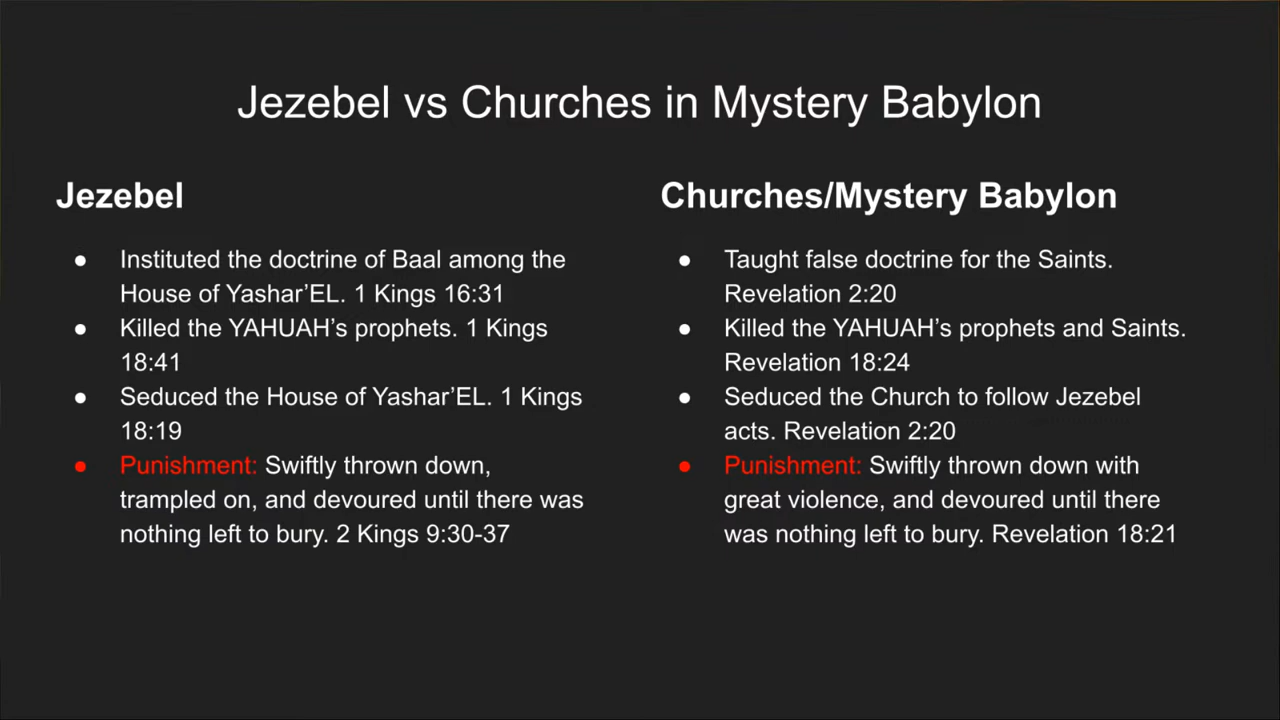 Jezebel vs Churches in Mystery Babylon
Jezebel
● Instituted the doctrine of Baal among the
House of Yashar’EL. 1 Kings 16:31
● Killed the YAHUAH’s prophets. 1 Kings
18:41
● Seduced the House of Yashar’EL. 1 Kings
18:19
● Punishment: Swiftly thrown down,
trampled on, and devoured until there was
nothing left to bury. 2 Kings 9:30-37
Churches/Mystery Babylon
● Taught false doctrine for the Saints.
Revelation 2:20
● Killed the YAHUAH’s prophets and Saints.
Revelation 18:24
● Seduced the Church to follow Jezebel
acts. Revelation 2:20
● Punishment: Swiftly thrown down with
great violence, and devoured until there
was nothing left to bury. Revelation 18:21